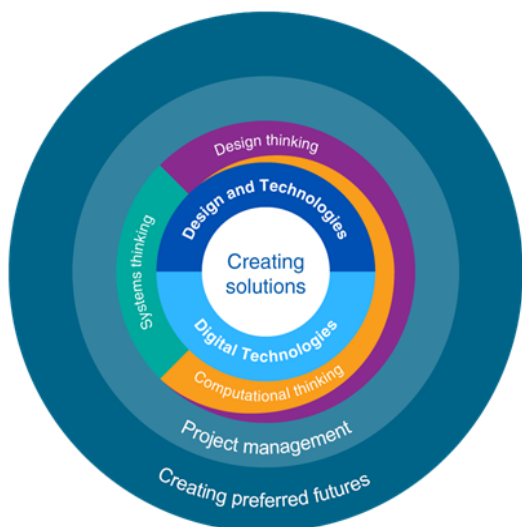 Design thinking
Design and Technologies
Systems thinking
Creating
solutions
Digital Technologies
Computational thinking
Project management
Creating preferred futures